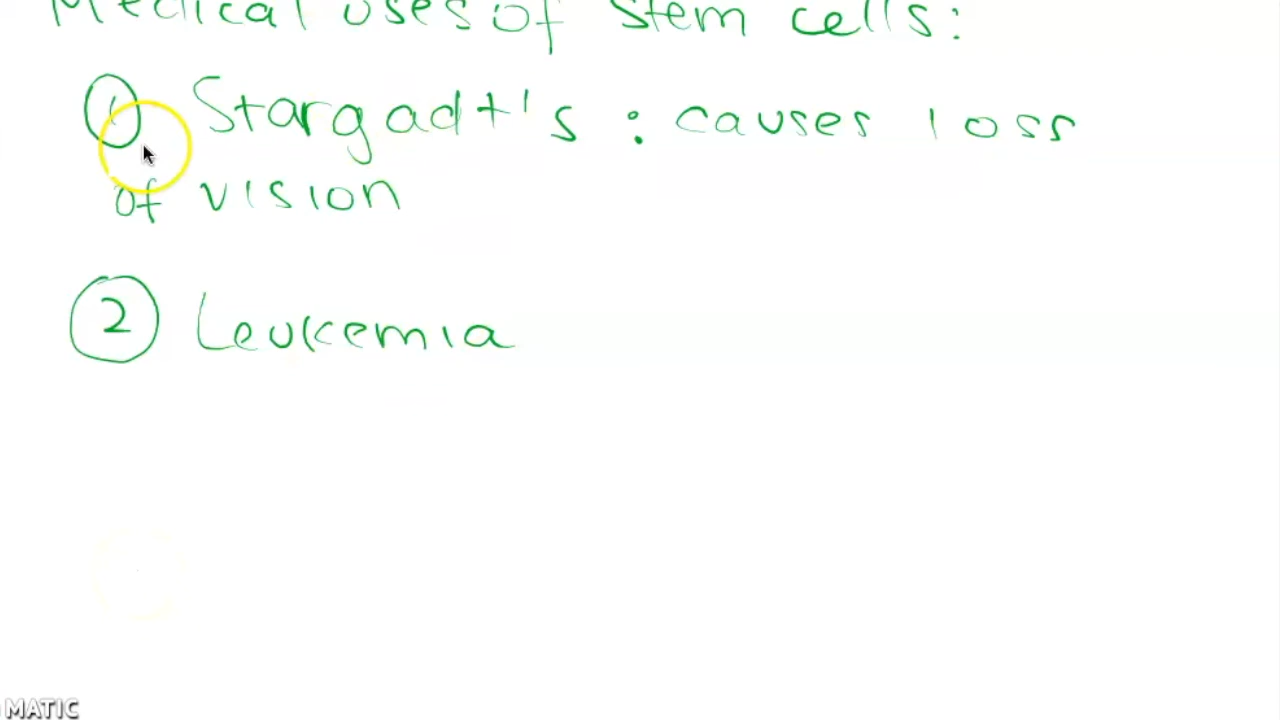 Medical uses of stem cells:
① Stargadt's : causes loss
of vision
② Leukemia
MATIC